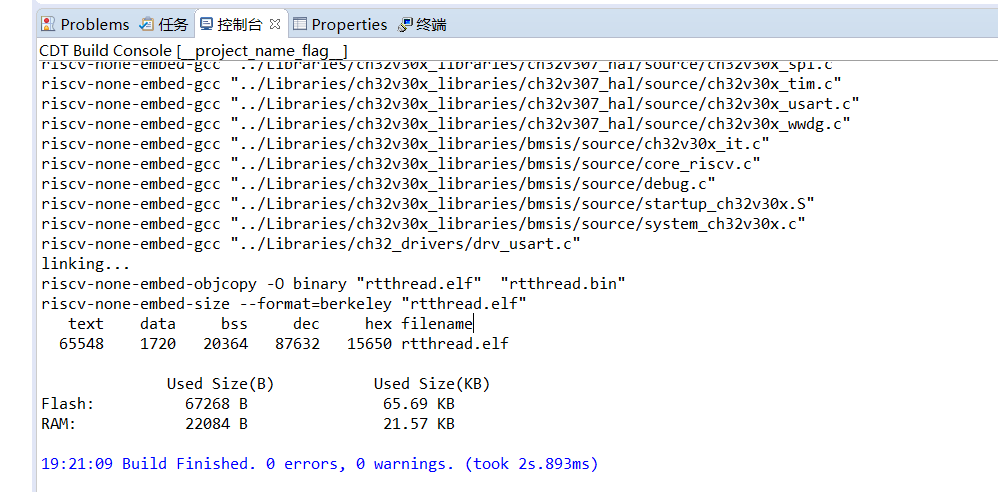 Problems 任务 控制台 Properties 终端
CDT Build Console [__project_name_flag__]
riscv-none-embed-gcc "../Libraries/ch32v30x_libraries/ch32v307_hal/source/ch32v30x_spi.c"
riscv-none-embed-gcc "../Libraries/ch32v30x_libraries/ch32v307_hal/source/ch32v30x_tim.c"
riscv-none-embed-gcc "../Libraries/ch32v30x_libraries/ch32v307_hal/source/ch32v30x_usart.c"
riscv-none-embed-gcc "../Libraries/ch32v30x_libraries/ch32v307_hal/source/ch32v30x_wwdg.c"
riscv-none-embed-gcc "../Libraries/ch32v30x_libraries/bmsis/source/ch32v30x_it.c"
riscv-none-embed-gcc "../Libraries/ch32v30x_libraries/bmsis/source/core_riscv.c"
riscv-none-embed-gcc "../Libraries/ch32v30x_libraries/bmsis/source/debug.c"
riscv-none-embed-gcc "../Libraries/ch32v30x_libraries/bmsis/source/startup_ch32v30x.S"
riscv-none-embed-gcc "../Libraries/ch32v30x_libraries/bmsis/source/system_ch32v30x.c"
riscv-none-embed-gcc "../Libraries/ch32_drivers/drv_usart.c"
linking...
riscv-none-embed-objcopy -O binary "rtthread.elf"  "rtthread.bin"
riscv-none-embed-size --format=berkeley "rtthread.elf"
text data bss dec hex filename
65548 1720 20364 87632 15650 rtthread.elf
Used Size(B) Used Size(KB)
Flash: 67268 B 65.69 KB
RAM: 22084 B 21.57 KB
19:21:09 Build Finished. 0 errors, 0 warnings. (took 2s.893ms)